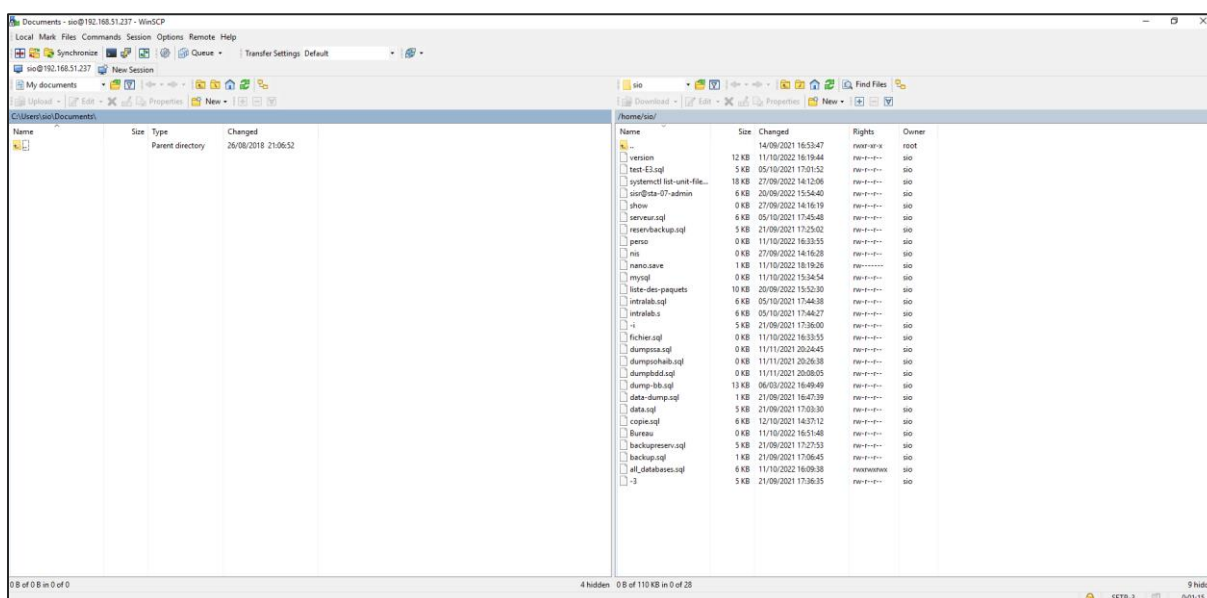 Documents - sio@192.168.51.237 - WinSCP
Local Mark Files Commands Session Options Remote Help
Synchronize Queue Transfer Settings Default
sio@192.168.51.237 New Session
My documents
Upload Edit Properties New
C:\Users\sio\Documents\
Name Size Type Changed
Parent directory 26/08/2018 21:06:52
0 B of 0 B in 0 of 0 4 hidden
sio Find Files
Download Edit Properties New
/home/sio/
Name Size Changed Rights Owner
.. 14/09/2021 16:53:47 rwxr-xr-x root
version 12 KB 11/10/2022 16:19:44 rw-r--r-- sio
test-E3.sql 5 KB 05/10/2021 17:01:52 rw-r--r-- sio
systemctl list-unit-file... 18 KB 27/09/2022 14:12:06 rw-r--r-- sio
sisr@sta-07-admin 6 KB 20/09/2022 15:54:40 rw-r--r-- sio
show 0 KB 27/09/2022 14:16:19 rw-r--r-- sio
serveur.sql 6 KB 05/10/2021 17:45:48 rw-r--r-- sio
reservbackup.sql 5 KB 21/09/2021 17:25:02 rw-r--r-- sio
perso 0 KB 11/10/2022 16:33:55 rw-r--r-- sio
nis 0 KB 27/09/2022 14:16:28 rw-r--r-- sio
nano.save 1 KB 11/10/2022 18:19:26 rw------- sio
mysql 0 KB 11/10/2022 15:34:54 rw-r--r-- sio
liste-des-paquets 10 KB 20/09/2022 15:52:30 rw-r--r-- sio
intralab.sql 6 KB 05/10/2021 17:44:38 rw-r--r-- sio
intralab.s 6 KB 05/10/2021 17:44:27 rw-r--r-- sio
-i 5 KB 21/09/2021 17:36:00 rw-r--r-- sio
fichier.sql 0 KB 11/10/2022 16:33:55 rw-r--r-- sio
dumpssa.sql 0 KB 11/11/2021 20:24:45 rw-r--r-- sio
dumpsohaib.sql 0 KB 11/11/2021 20:26:38 rw-r--r-- sio
dumpbdd.sql 0 KB 11/11/2021 20:08:05 rw-r--r-- sio
dump-bb.sql 13 KB 06/03/2022 16:49:49 rw-r--r-- sio
data-dump.sql 1 KB 21/09/2021 16:47:39 rw-r--r-- sio
data.sql 5 KB 21/09/2021 17:03:30 rw-r--r-- sio
copie.sql 6 KB 12/10/2021 14:37:12 rw-r--r-- sio
Bureau 0 KB 11/10/2022 16:51:48 rw-r--r-- sio
backupreserv.sql 5 KB 21/09/2021 17:27:53 rw-r--r-- sio
backup.sql 1 KB 21/09/2021 17:06:45 rw-r--r-- sio
all_databases.sql 6 KB 11/10/2022 16:09:38 rwxrwxrwx sio
-3 5 KB 21/09/2021 17:36:35 rw-r--r-- sio
0 B of 110 KB in 0 of 28 9 hidd
SFTP-3 0:01:15